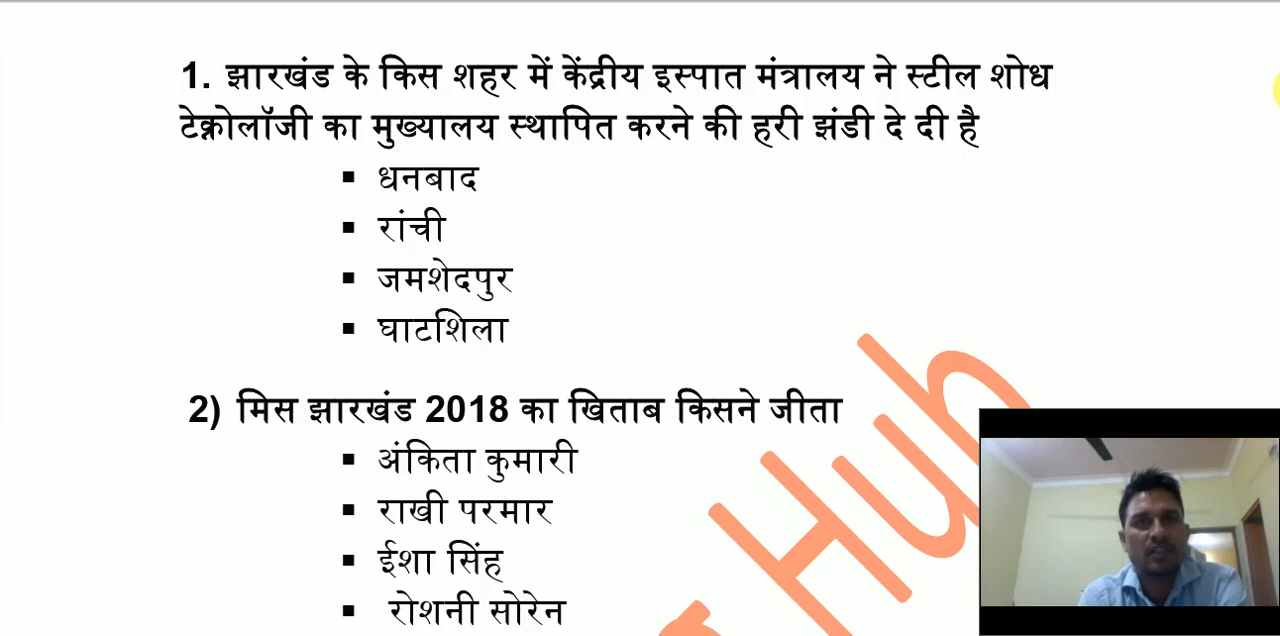 1. झारखंड के किस शहर में केंद्रीय इस्पात मंत्रालय ने स्टील शोध
टेक्नोलॉजी का मुख्यालय स्थापित करने की हरी झंडी दे दी है
▪ धनबाद
▪ रांची
▪ जमशेदपुर
▪ घाटशिला
2) मिस झारखंड 2018 का खिताब किसने जीता
▪ अंकिता कुमारी
▪ राखी परमार
▪ ईशा सिंह
▪ रोशनी सोरेन
Hub